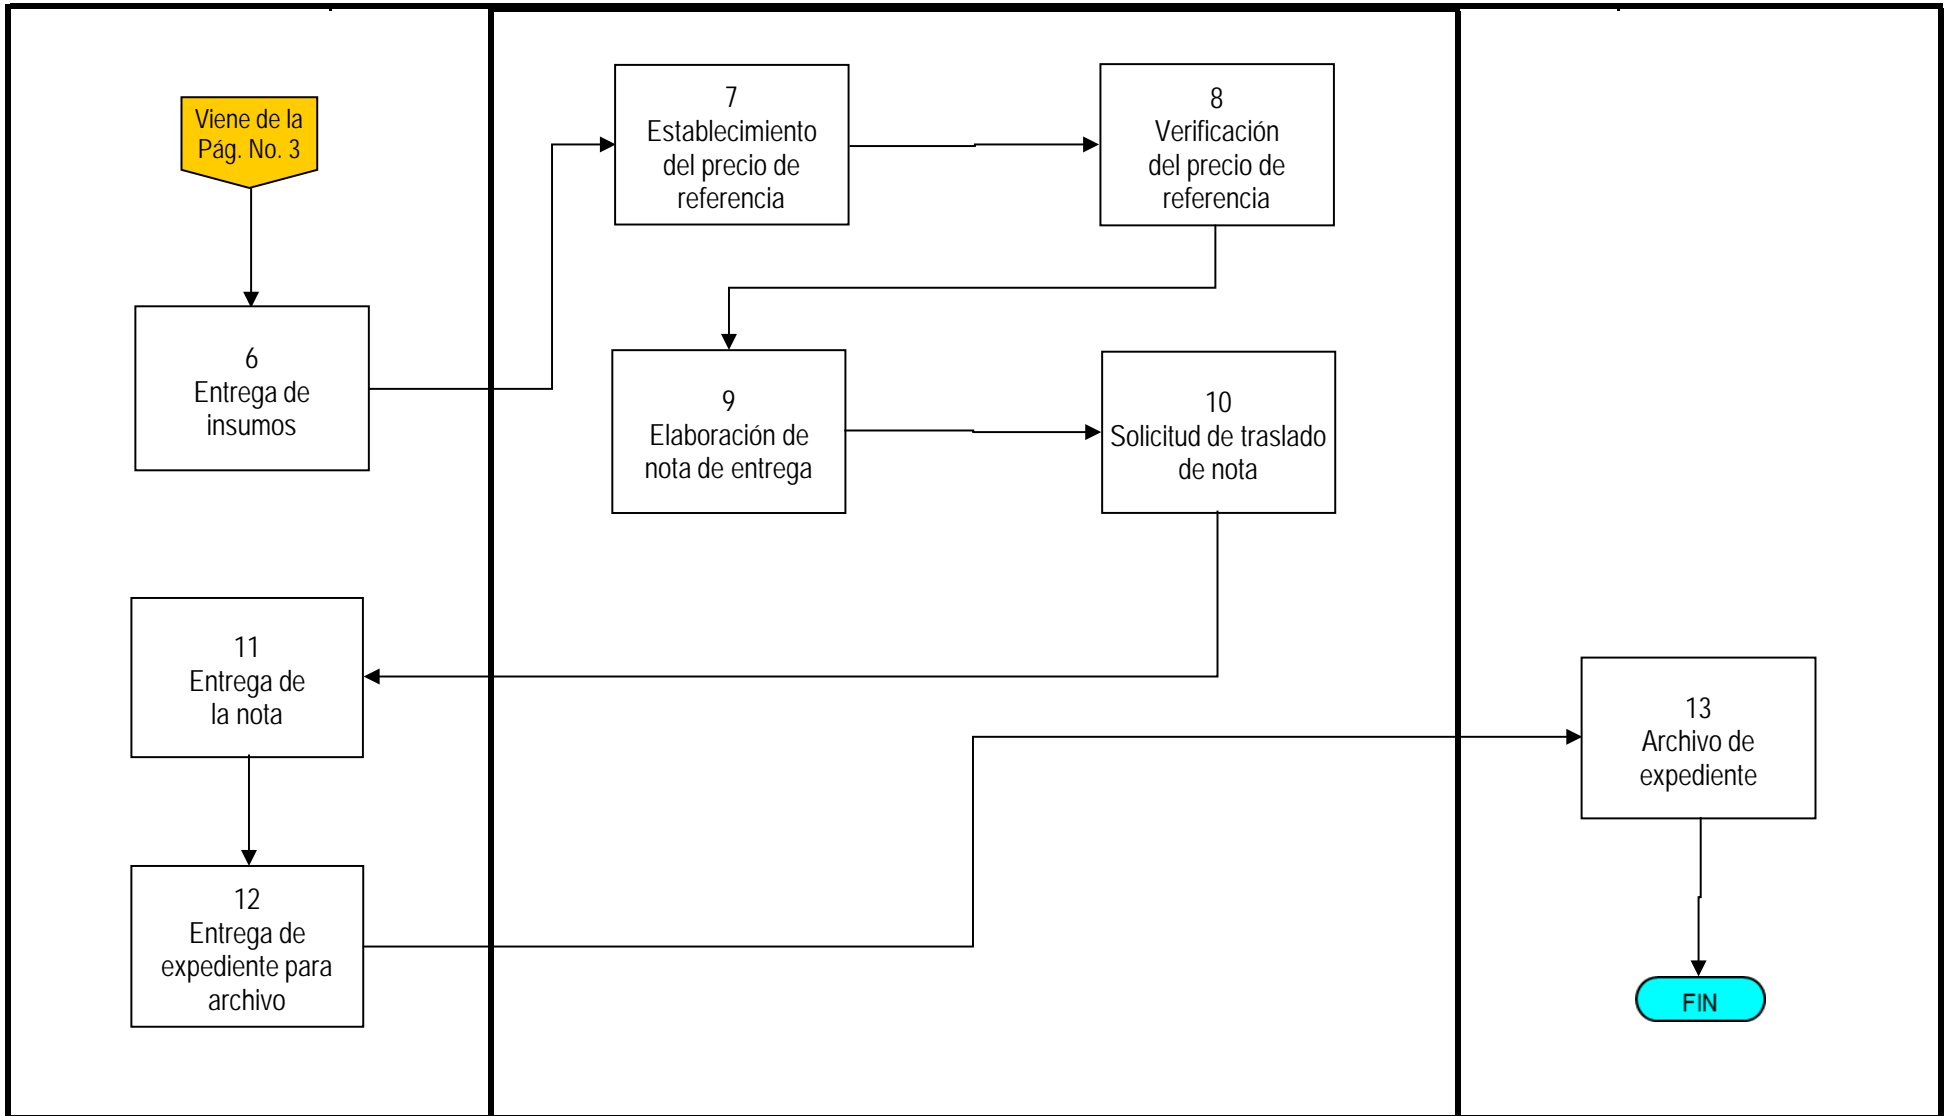 Viene de la
Pág. No. 3
6
Entrega de
insumos
7
Establecimiento
del precio de
referencia
8
Verificación
del precio de
referencia
9
Elaboración de
nota de entrega
10
Solicitud de traslado
de nota
11
Entrega de
la nota
12
Entrega de
expediente para
archivo
13
Archivo de
expediente
FIN